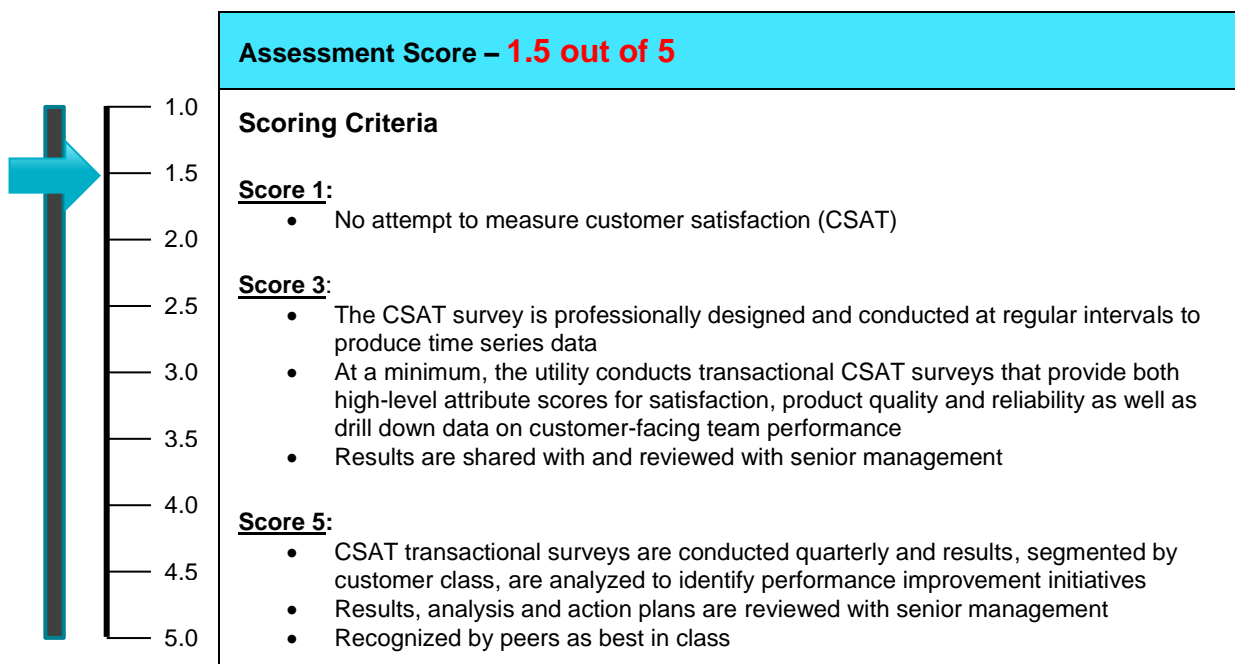 Assessment Score – 1.5 out of 5
1.0
1.5
2.0
2.5
3.0
3.5
4.0
4.5
5.0
Scoring Criteria
Score 1:
• No attempt to measure customer satisfaction (CSAT)
Score 3:
• The CSAT survey is professionally designed and conducted at regular intervals to
produce time series data
• At a minimum, the utility conducts transactional CSAT surveys that provide both
high-level attribute scores for satisfaction, product quality and reliability as well as
drill down data on customer-facing team performance
• Results are shared with and reviewed with senior management
Score 5:
• CSAT transactional surveys are conducted quarterly and results, segmented by
customer class, are analyzed to identify performance improvement initiatives
• Results, analysis and action plans are reviewed with senior management
• Recognized by peers as best in class